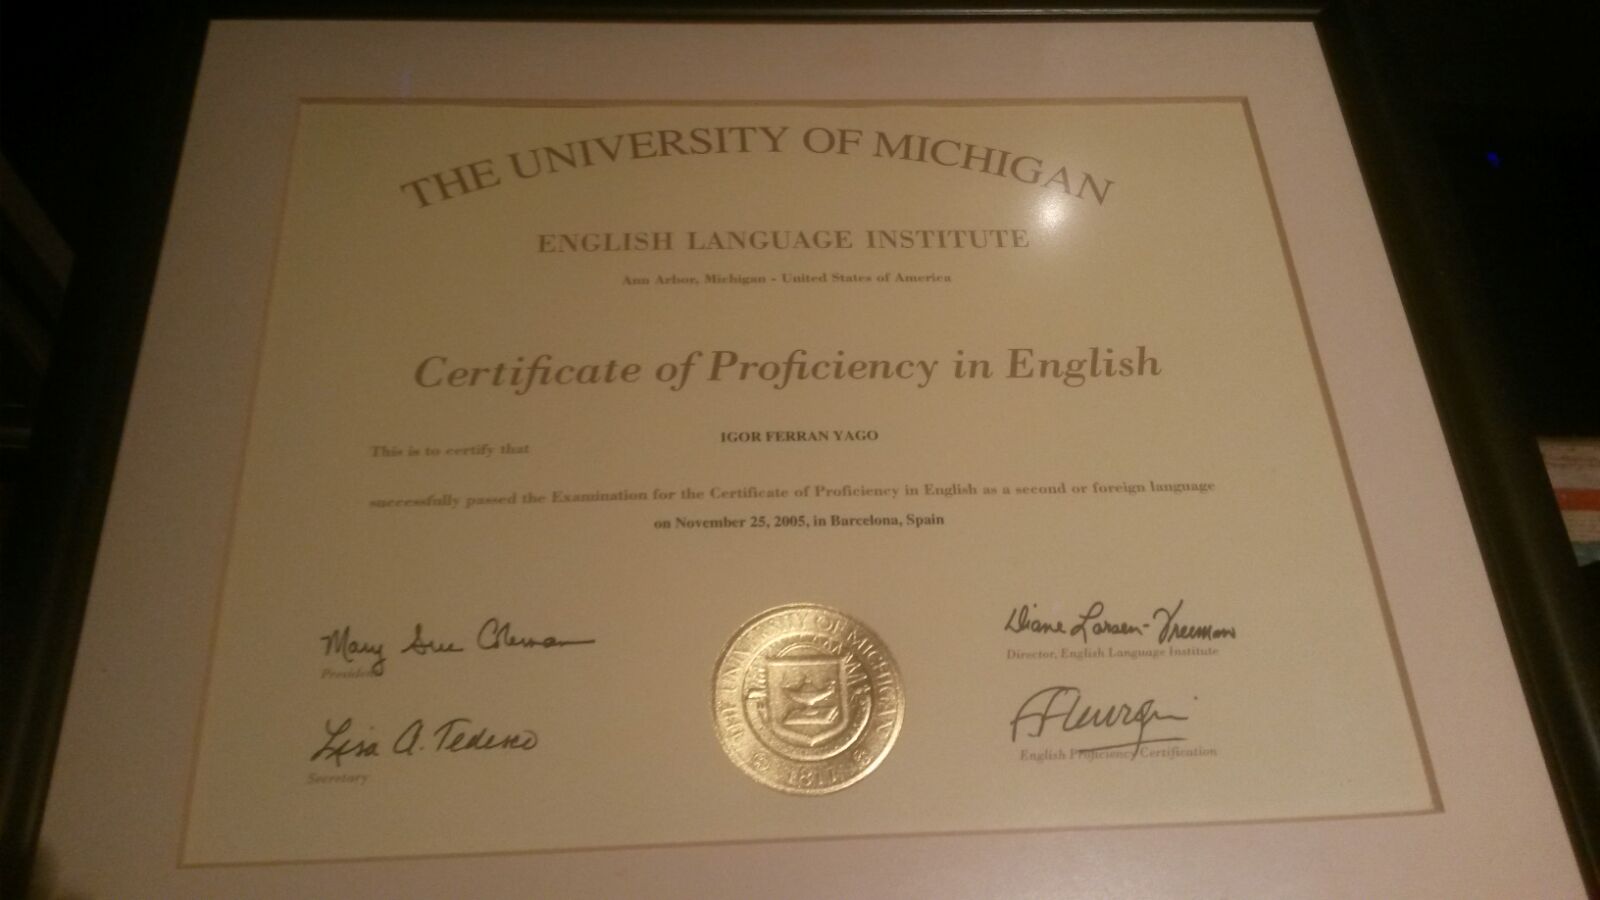 THE UNIVERSITY OF MICHIGAN
ENGLISH LANGUAGE INSTITUTE
Ann Arbor, Michigan - United States of America
Certificate of Proficiency in English
This is to certify that IGOR FERRAN YAGO
successfully passed the Examination for the Certificate of Proficiency in English as a second or foreign language
on November 25, 2005, in Barcelona, Spain
Mary Sue Coleman
President
Diane Larsen-Freeman
Director, English Language Institute
Lisa A. Tedesco
Secretary
English Proficiency Certification
THE UNIVERSITY OF MICHIGAN
1817